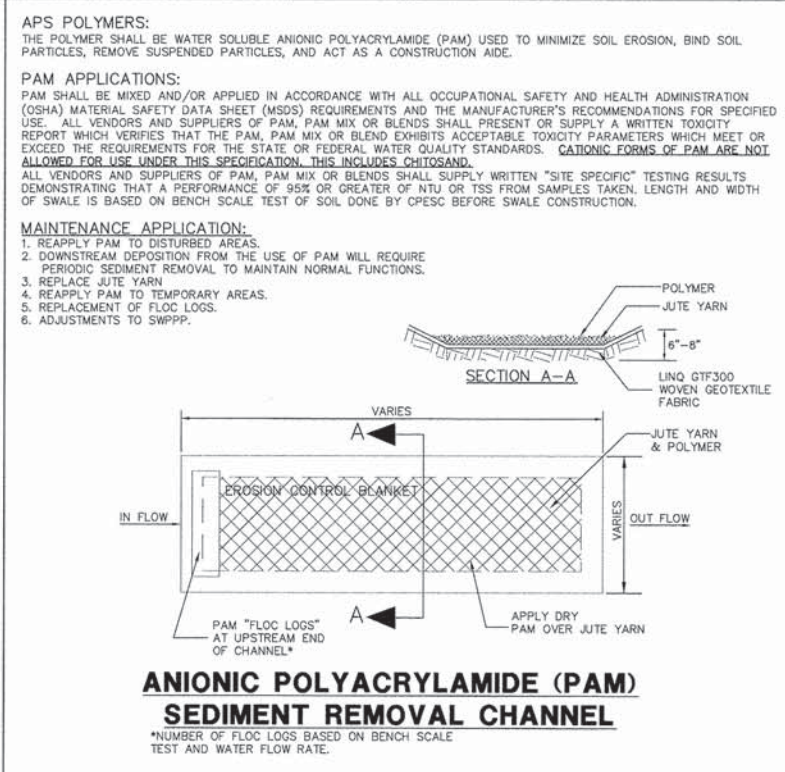 APS POLYMERS:
THE POLYMER SHALL BE WATER SOLUBLE ANIONIC POLYACRYLAMIDE (PAM) USED TO MINIMIZE SOIL EROSION, BIND SOIL
PARTICLES, REMOVE SUSPENDED PARTICLES, AND ACT AS A CONSTRUCTION AIDE.
PAM APPLICATIONS:
PAM SHALL BE MIXED AND/OR APPLIED IN ACCORDANCE WITH ALL OCCUPATIONAL SAFETY AND HEALTH ADMINISTRATION
(OSHA) MATERIAL SAFETY DATA SHEET (MSDS) REQUIREMENTS AND THE MANUFACTURER'S RECOMMENDATIONS FOR SPECIFIED
USE. ALL VENDORS AND SUPPLIERS OF PAM, PAM MIX OR BLENDS SHALL PRESENT OR SUPPLY A WRITTEN TOXICITY
REPORT WHICH VERIFIES THAT THE PAM, PAM MIX OR BLEND EXHIBITS ACCEPTABLE TOXICITY PARAMETERS WHICH MEET OR
EXCEED THE REQUIREMENTS FOR THE STATE OR FEDERAL WATER QUALITY STANDARDS. CATIONIC FORMS OF PAM ARE NOT
ALLOWED FOR USE UNDER THIS SPECIFICATION. THIS INCLUDES CHITOSAND.
ALL VENDORS AND SUPPLIERS OF PAM, PAM MIX OR BLENDS SHALL SUPPLY WRITTEN "SITE SPECIFIC" TESTING RESULTS
DEMONSTRATING THAT A PERFORMANCE OF 95% OR GREATER OF NTU OR TSS FROM SAMPLES TAKEN. LENGTH AND WIDTH
OF SWALE IS BASED ON BENCH SCALE TEST OF SOIL DONE BY CPESC BEFORE SWALE CONSTRUCTION.
MAINTENANCE APPLICATION:
1. REAPPLY PAM TO DISTURBED AREAS.
2. DOWNSTREAM DEPOSITION FROM THE USE OF PAM WILL REQUIRE
PERIODIC SEDIMENT REMOVAL TO MAINTAIN NORMAL FUNCTIONS.
3. REPLACE JUTE YARN
4. REAPPLY PAM TO TEMPORARY AREAS.
5. REPLACEMENT OF FLOC LOGS.
6. ADJUSTMENTS TO SWPPP.
POLYMER
JUTE YARN
6"-8"
SECTION A-A
LINQ GTF300
WOVEN GEOTEXTILE
FABRIC
VARIES
A
JUTE YARN
& POLYMER
EROSION CONTROL BLANKET
IN FLOW
VARIES
OUT FLOW
A
PAM "FLOC LOGS"
AT UPSTREAM END
OF CHANNEL*
APPLY DRY
PAM OVER JUTE YARN
ANIONIC POLYACRYLAMIDE (PAM)
SEDIMENT REMOVAL CHANNEL
*NUMBER OF FLOC LOGS BASED ON BENCH SCALE
TEST AND WATER FLOW RATE.